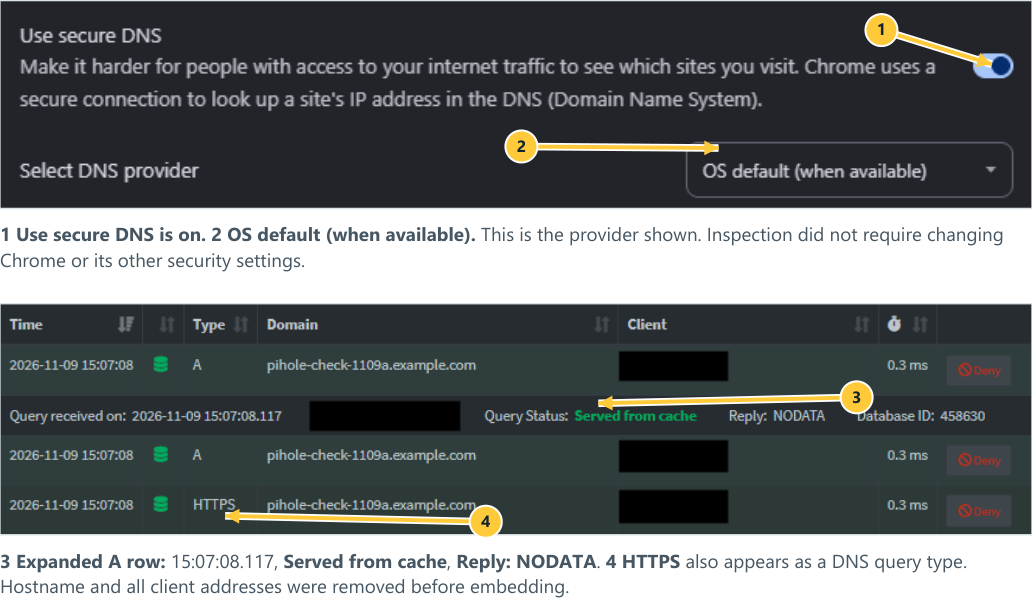 Use secure DNS
1
Make it harder for people with access to your internet traffic to see which sites you visit. Chrome uses a
secure connection to look up a site's IP address in the DNS (Domain Name System).
2
Select DNS provider OS default (when available)
1 Use secure DNS is on. 2 OS default (when available). This is the provider shown. Inspection did not require changing
Chrome or its other security settings.
Time Type Domain Client
2026-11-09 15:07:08 A pihole-check-1109a.example.com 0.3 ms Deny
Query received on: 2026-11-09 15:07:08.117 Query Status: Served from cache Reply: NODATA Database ID: 458630
3
2026-11-09 15:07:08 A pihole-check-1109a.example.com 0.3 ms Deny
2026-11-09 15:07:08 HTTPS pihole-check-1109a.example.com 0.3 ms Deny
4
3 Expanded A row: 15:07:08.117, Served from cache, Reply: NODATA. 4 HTTPS also appears as a DNS query type.
Hostname and all client addresses were removed before embedding.